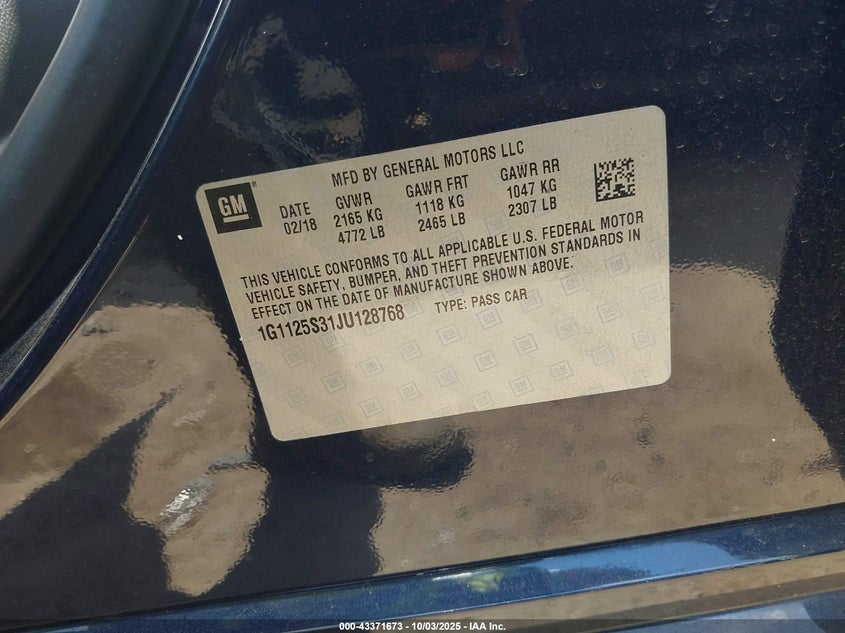 GM
MFD BY GENERAL MOTORS LLC
DATE GVWR GAWR FRT GAWR RR
02/18 2165 KG 1118 KG 1047 KG
4772 LB 2465 LB 2307 LB
THIS VEHICLE CONFORMS TO ALL APPLICABLE U.S. FEDERAL MOTOR
VEHICLE SAFETY, BUMPER, AND THEFT PREVENTION STANDARDS IN
EFFECT ON THE DATE OF MANUFACTURE SHOWN ABOVE.
1G1125S31JU128768 TYPE: PASS CAR
000-43371673 - 10/03/2025 - IAA Inc.